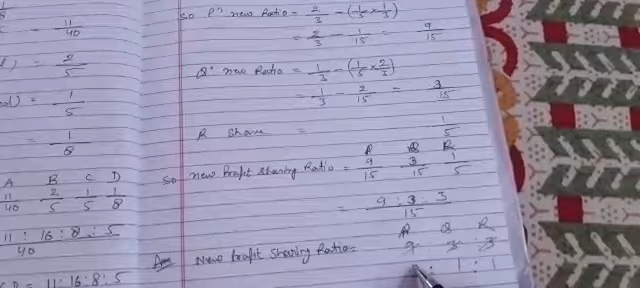 1/8
= 11/40
= 2/5
= 1/5
= 1/8
A B C D
11/40 2/5 1/5 1/8
11 : 16 : 8 : 5 / 40
11:16:8:5
So P's new Ratio = 2/3 - (1/5 x 1/3)
= 2/3 - 1/15 = 9/15
Q's new Ratio = 1/3 - (1/5 x 2/3)
= 1/3 - 2/15 = 3/15
R Share = 1/5
P Q R
So new Profit sharing Ratio = 9/15 3/15 1/5
= 9 : 3 : 3 / 15
P Q R
Ans New Profit Sharing Ratio = 9 : 3 : 3
: 1 : 1